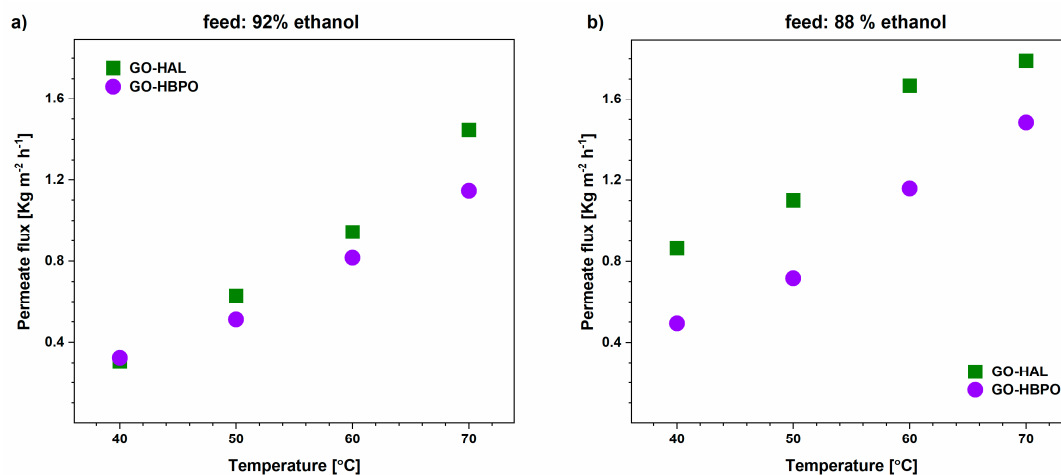 a)
feed: 92% ethanol
GO-HAL
GO-HBPO
1.6
1.2
0.8
0.4
Permeate flux [Kg m⁻² h⁻¹]
40 50 60 70
Temperature [°C]
b)
feed: 88 % ethanol
1.6
1.2
0.8
0.4
Permeate flux [Kg m⁻² h⁻¹]
GO-HAL
GO-HBPO
40 50 60 70
Temperature [°C]